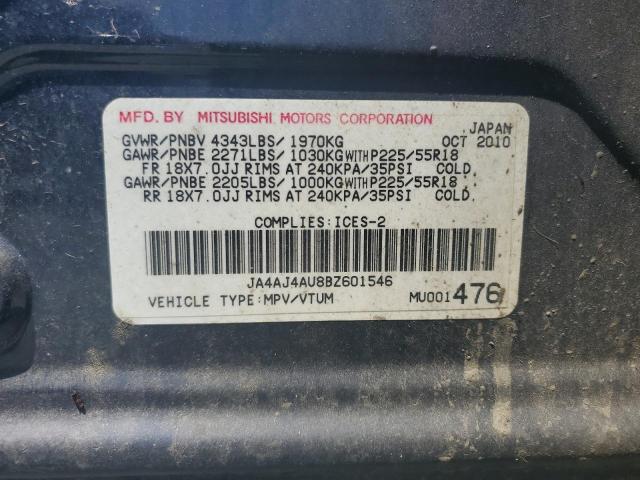 MFD. BY MITSUBISHI MOTORS CORPORATION
JAPAN
GVWR/PNBV 4343LBS/ 1970KG OCT 2010
GAWR/PNBE 2271LBS/ 1030KG WITH P225/55R18
FR 18X7.0JJ RIMS AT 240KPA/35PSI COLD.
GAWR/PNBE 2205LBS/ 1000KG WITH P225/55R18
RR 18X7.0JJ RIMS AT 240KPA/35PSI COLD.
COMPLIES:ICES-2
JA4AJ4AU8BZ601546
VEHICLE TYPE:MPV/VTUM MU001476